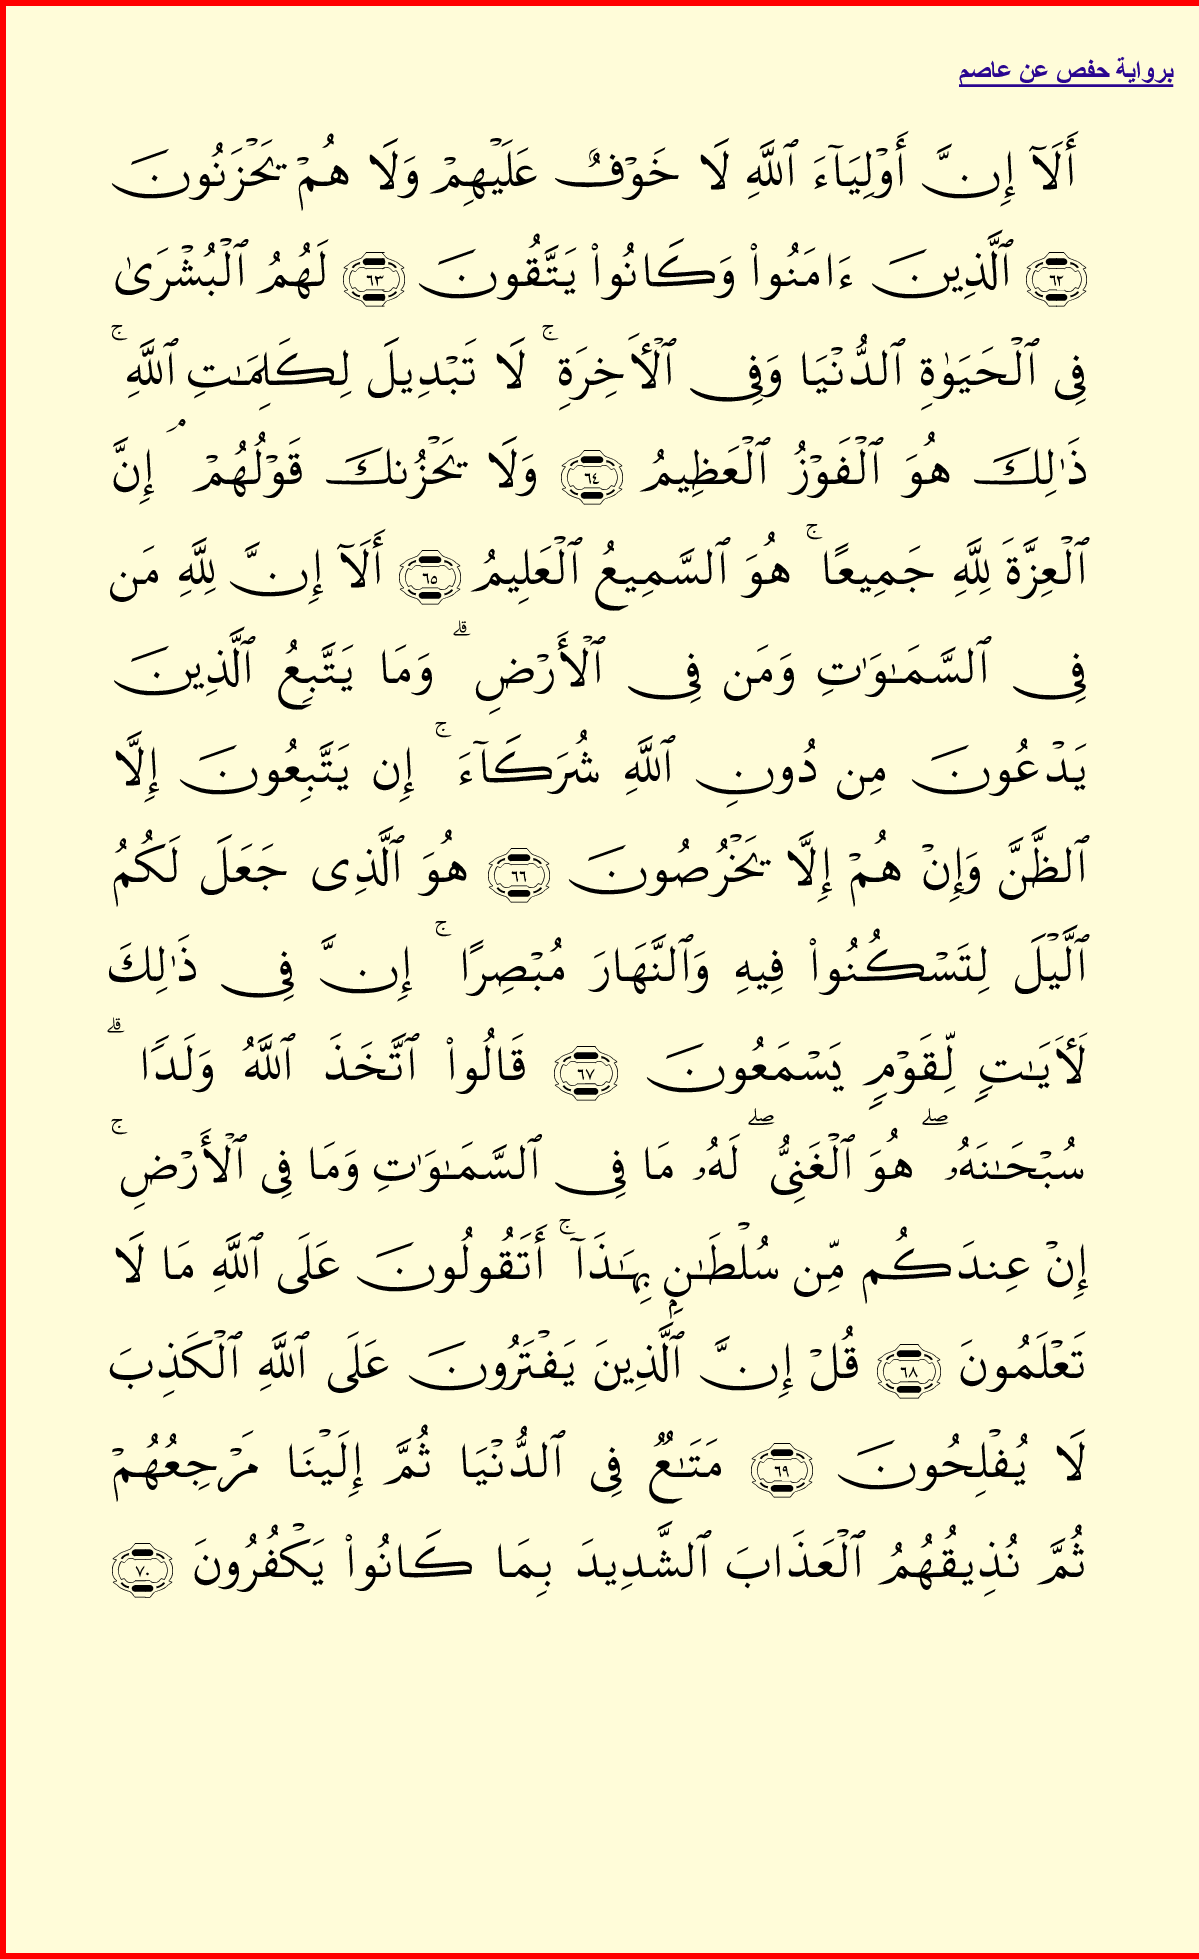 برواية حفص عن عاصم
أَلَآ إِنَّ أَوْلِيَآءَ ٱللَّهِ لَا خَوْفٌ عَلَيْهِمْ وَلَا هُمْ يَحْزَنُونَ
٦٢ ٱلَّذِينَ ءَامَنُوا۟ وَكَانُوا۟ يَتَّقُونَ ٦٣ لَهُمُ ٱلْبُشْرَىٰ
فِى ٱلْحَيَوٰةِ ٱلدُّنْيَا وَفِى ٱلْأَخِرَةِ ۚ لَا تَبْدِيلَ لِكَلِمَـٰتِ ٱللَّهِ ۚ
ذَٰلِكَ هُوَ ٱلْفَوْزُ ٱلْعَظِيمُ ٦٤ وَلَا يَحْزُنكَ قَوْلُهُمْ ۘ إِنَّ
ٱلْعِزَّةَ لِلَّهِ جَمِيعًا ۚ هُوَ ٱلسَّمِيعُ ٱلْعَلِيمُ ٦٥ أَلَآ إِنَّ لِلَّهِ مَن
فِى ٱلسَّمَـٰوَٰتِ وَمَن فِى ٱلْأَرْضِ ۗ وَمَا يَتَّبِعُ ٱلَّذِينَ
يَدْعُونَ مِن دُونِ ٱللَّهِ شُرَكَآءَ ۚ إِن يَتَّبِعُونَ إِلَّا
ٱلظَّنَّ وَإِنْ هُمْ إِلَّا يَخْرُصُونَ ٦٦ هُوَ ٱلَّذِى جَعَلَ لَكُمُ
ٱلَّيْلَ لِتَسْكُنُوا۟ فِيهِ وَٱلنَّهَارَ مُبْصِرًا ۚ إِنَّ فِى ذَٰلِكَ
لَأَيَـٰتٍ لِّقَوْمٍ يَسْمَعُونَ ٦٧ قَالُوا۟ ٱتَّخَذَ ٱللَّهُ وَلَدًا ۗ
سُبْحَـٰنَهُۥ ۖ هُوَ ٱلْغَنِىُّ ۖ لَهُۥ مَا فِى ٱلسَّمَـٰوَٰتِ وَمَا فِى ٱلْأَرْضِ ۚ
إِنْ عِندَكُم مِّن سُلْطَـٰنٍۭ بِهَـٰذَآ ۚ أَتَقُولُونَ عَلَى ٱللَّهِ مَا لَا
تَعْلَمُونَ ٦٨ قُلْ إِنَّ ٱلَّذِينَ يَفْتَرُونَ عَلَى ٱللَّهِ ٱلْكَذِبَ
لَا يُفْلِحُونَ ٦٩ مَتَـٰعٌ فِى ٱلدُّنْيَا ثُمَّ إِلَيْنَا مَرْجِعُهُمْ
ثُمَّ نُذِيقُهُمُ ٱلْعَذَابَ ٱلشَّدِيدَ بِمَا كَانُوا۟ يَكْفُرُونَ ٧٠